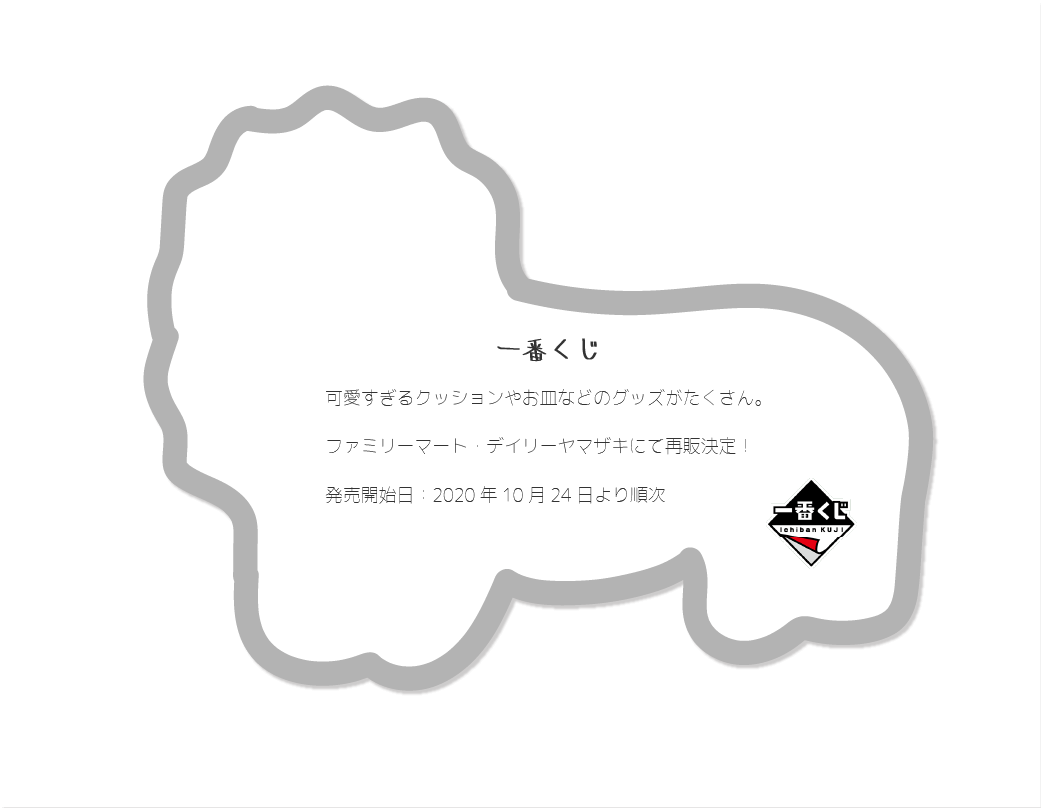 一番くじ
可愛すぎるクッションやお皿などのグッズがたくさん。
ファミリーマート・デイリーヤマザキにて再販決定！
発売開始日：2020 年 10 月 24 日より順次
一番くじ
ichiban KUJI